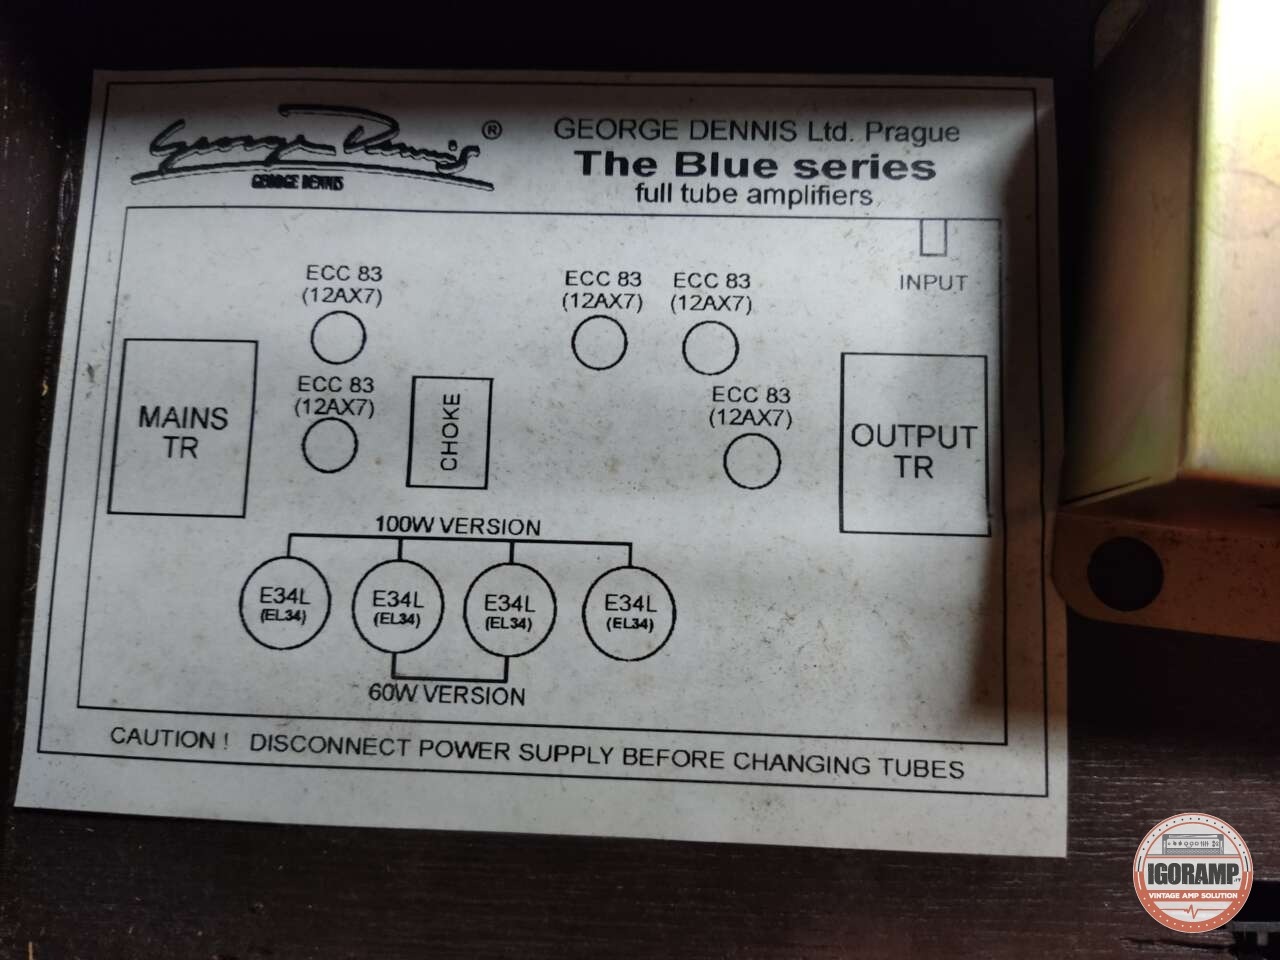 George Dennis ®
GEORGE DENNIS
GEORGE DENNIS Ltd. Prague
The Blue series
full tube amplifiers
INPUT
ECC 83
(12AX7)
ECC 83
(12AX7)
ECC 83
(12AX7)
ECC 83
(12AX7)
ECC 83
(12AX7)
MAINS
TR
CHOKE
OUTPUT
TR
100W VERSION
E34L
(EL34)
E34L
(EL34)
E34L
(EL34)
E34L
(EL34)
60W VERSION
CAUTION ! DISCONNECT POWER SUPPLY BEFORE CHANGING TUBES
IGORAMP
VINTAGE AMP SOLUTION